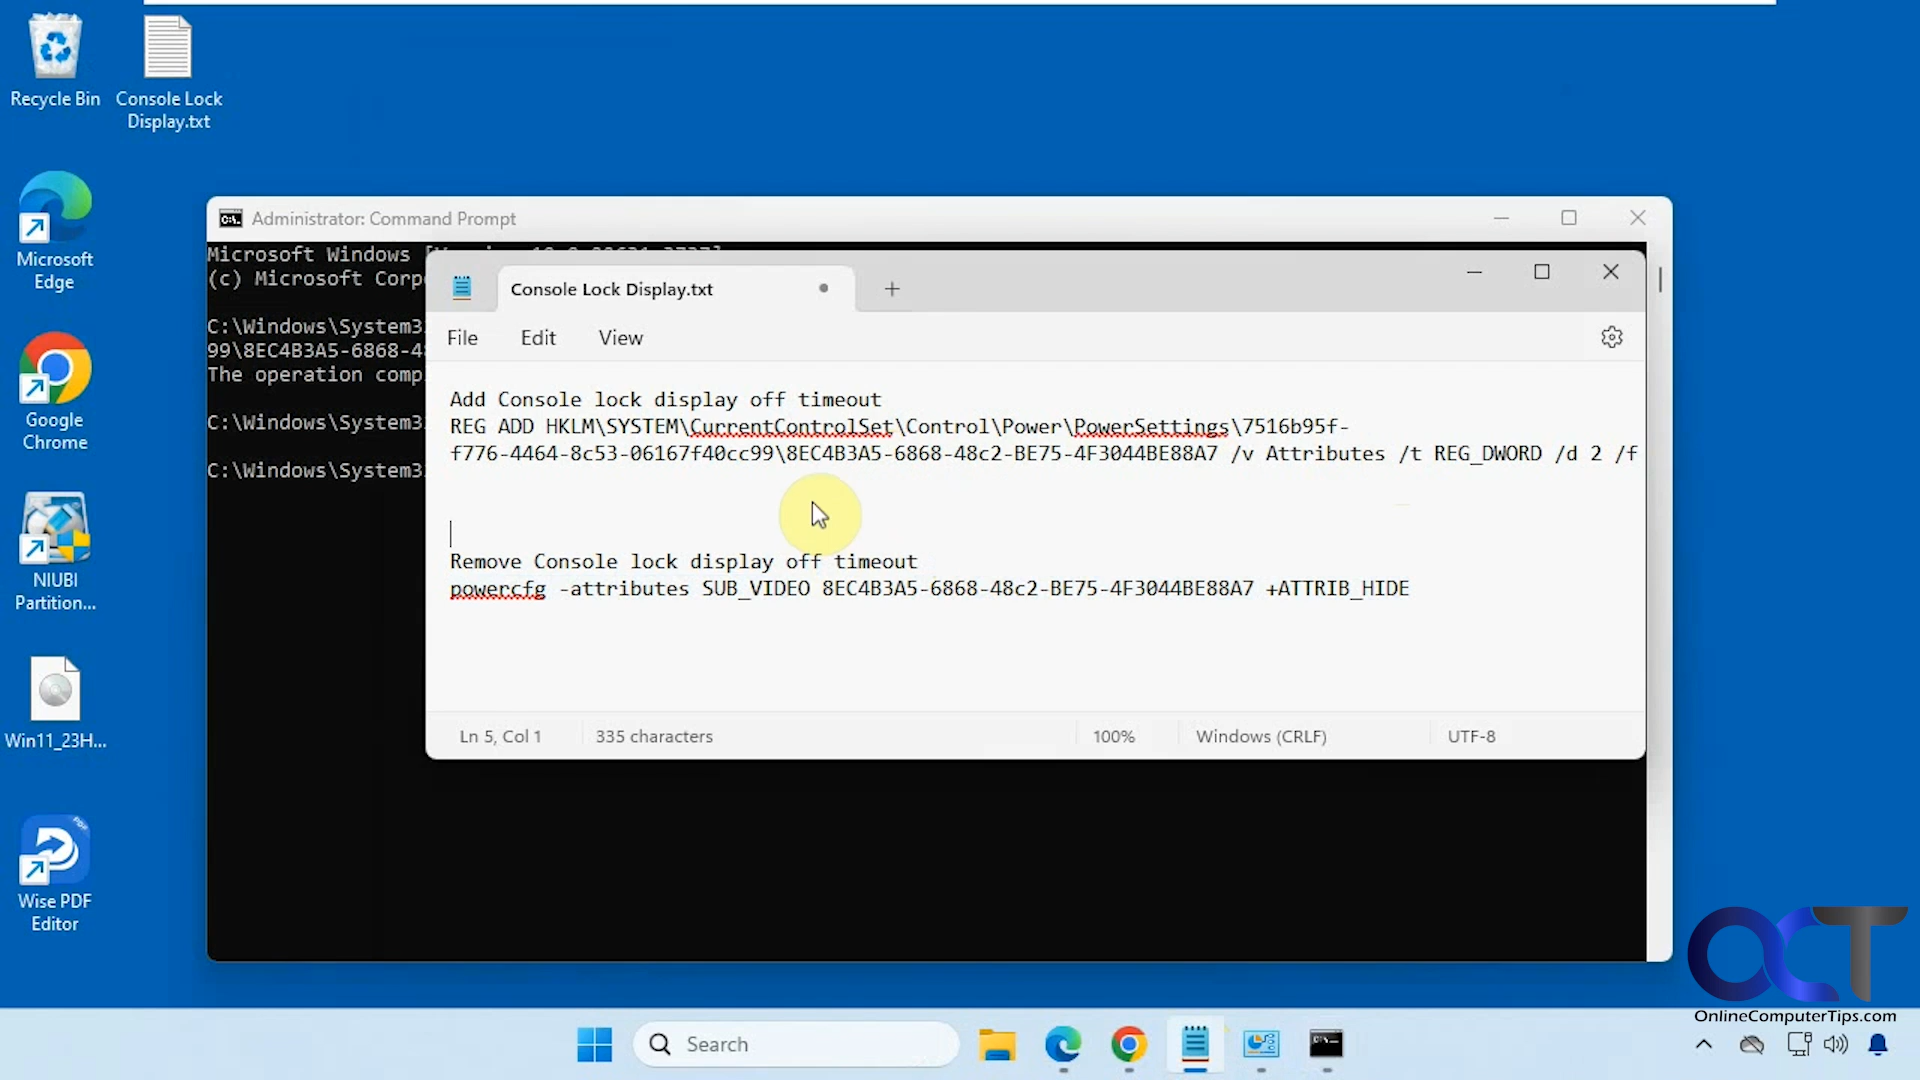 Recycle Bin
Console Lock
Display.txt
Microsoft
Edge
Google
Chrome
NIUBI
Partition...
Win11_23H...
Wise PDF
Editor
Administrator: Command Prompt
Microsoft Windows
(c) Microsoft Corp
C:\Windows\System3
99\8EC4B3A5-6868-4
The operation comp
C:\Windows\System3
C:\Windows\System3
Console Lock Display.txt
File Edit View
Add Console lock display off timeout
REG ADD HKLM\SYSTEM\CurrentControlSet\Control\Power\PowerSettings\7516b95f-
f776-4464-8c53-06167f40cc99\8EC4B3A5-6868-48c2-BE75-4F3044BE88A7 /v Attributes /t REG_DWORD /d 2 /f
Remove Console lock display off timeout
powercfg -attributes SUB_VIDEO 8EC4B3A5-6868-48c2-BE75-4F3044BE88A7 +ATTRIB_HIDE
Ln 5, Col 1 335 characters 100% Windows (CRLF) UTF-8
OCT
OnlineComputerTips.com
Search